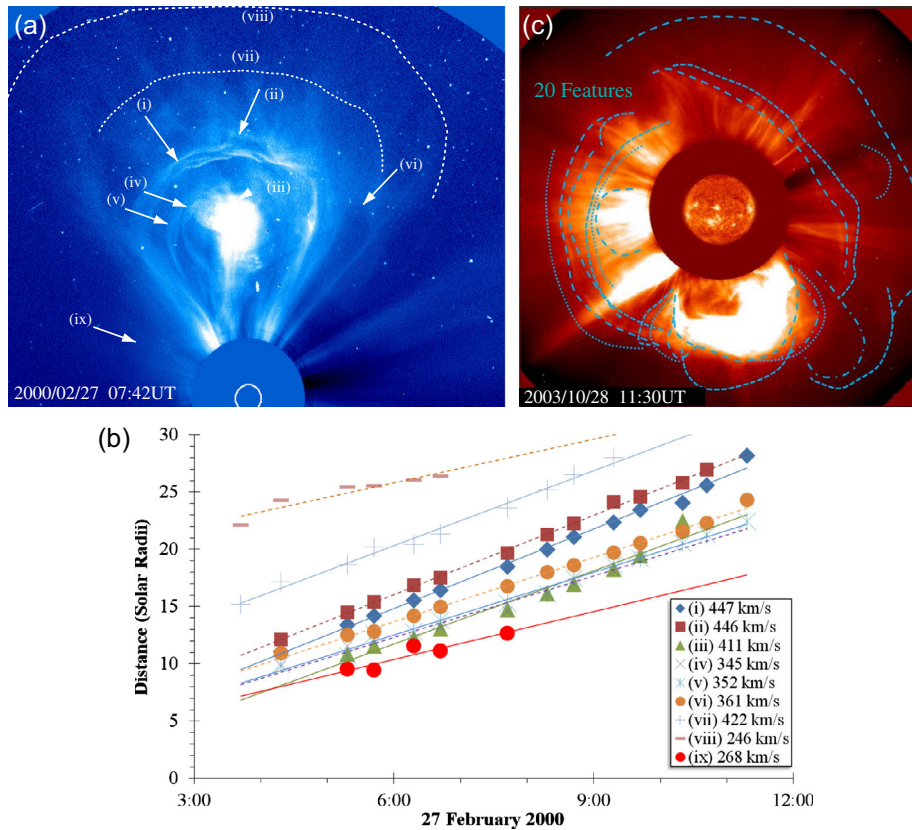 (a)
(viii)
(vii)
(i)
(ii)
(iv)
(iii)
(vi)
(v)
(ix)
2000/02/27 07:42UT
(c)
20 Features
2003/10/28 11:30UT
(b)
30
25
20
15
10
5
0
Distance (Solar Radii)
3:00
6:00
9:00
12:00
27 February 2000
(i) 447 km/s
(ii) 446 km/s
(iii) 411 km/s
(iv) 345 km/s
(v) 352 km/s
(vi) 361 km/s
(vii) 422 km/s
(viii) 246 km/s
(ix) 268 km/s